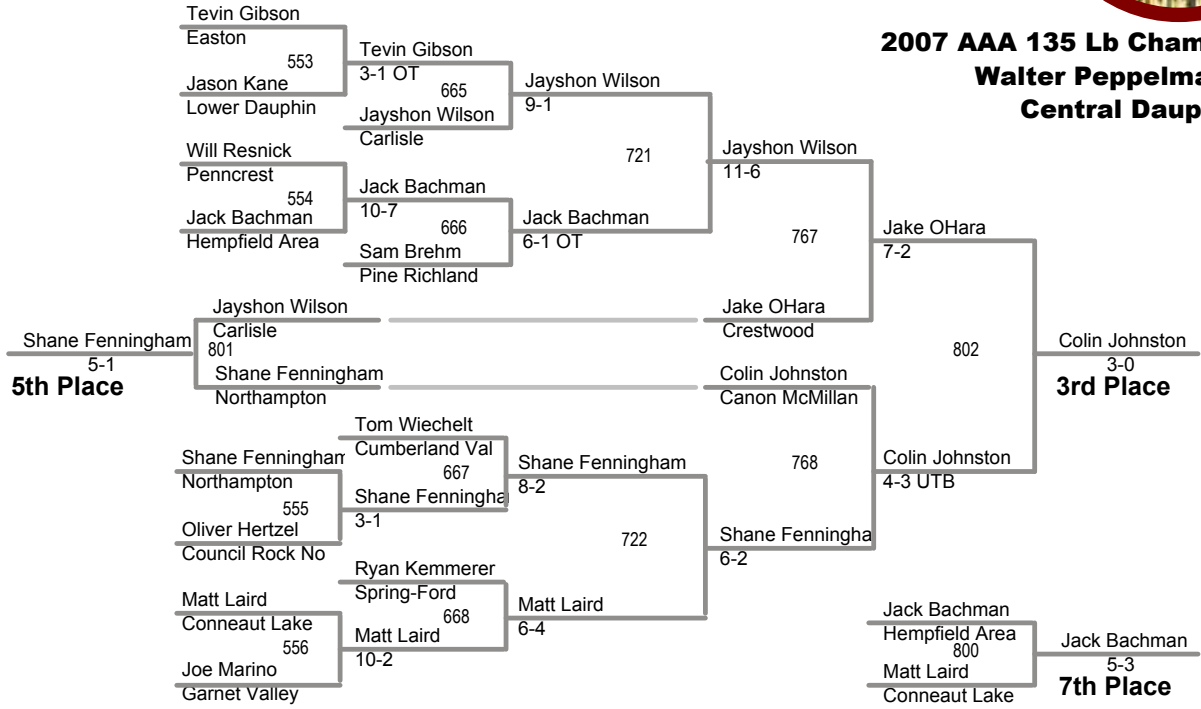 2007 AAA 135 Lb Cham
Walter Peppelma
Central Daup
Tevin Gibson
Easton
553
Jason Kane
Lower Dauphin
Tevin Gibson
3-1 OT
665
Jayshon Wilson
Carlisle
Jayshon Wilson
9-1
Will Resnick
Penncrest
554
Jack Bachman
Hempfield Area
Jack Bachman
10-7
666
Sam Brehm
Pine Richland
Jack Bachman
6-1 OT
721
Jayshon Wilson
11-6
767
Jake OHara
Crestwood
Jake OHara
7-2
Jayshon Wilson
Carlisle
801
Shane Fenningham
Northampton
Shane Fenningham
5-1
5th Place
802
Colin Johnston
3-0
3rd Place
Colin Johnston
Canon McMillan
768
Colin Johnston
4-3 UTB
Tom Wiechelt
Cumberland Val
667
Shane Fenningham
Northampton
555
Oliver Hertzel
Council Rock No
Shane Fenningha
3-1
Shane Fenningham
8-2
722
Shane Fenningha
6-2
Ryan Kemmerer
Spring-Ford
668
Matt Laird
Conneaut Lake
556
Joe Marino
Garnet Valley
Matt Laird
10-2
Matt Laird
6-4
Jack Bachman
Hempfield Area
800
Matt Laird
Conneaut Lake
Jack Bachman
5-3
7th Place